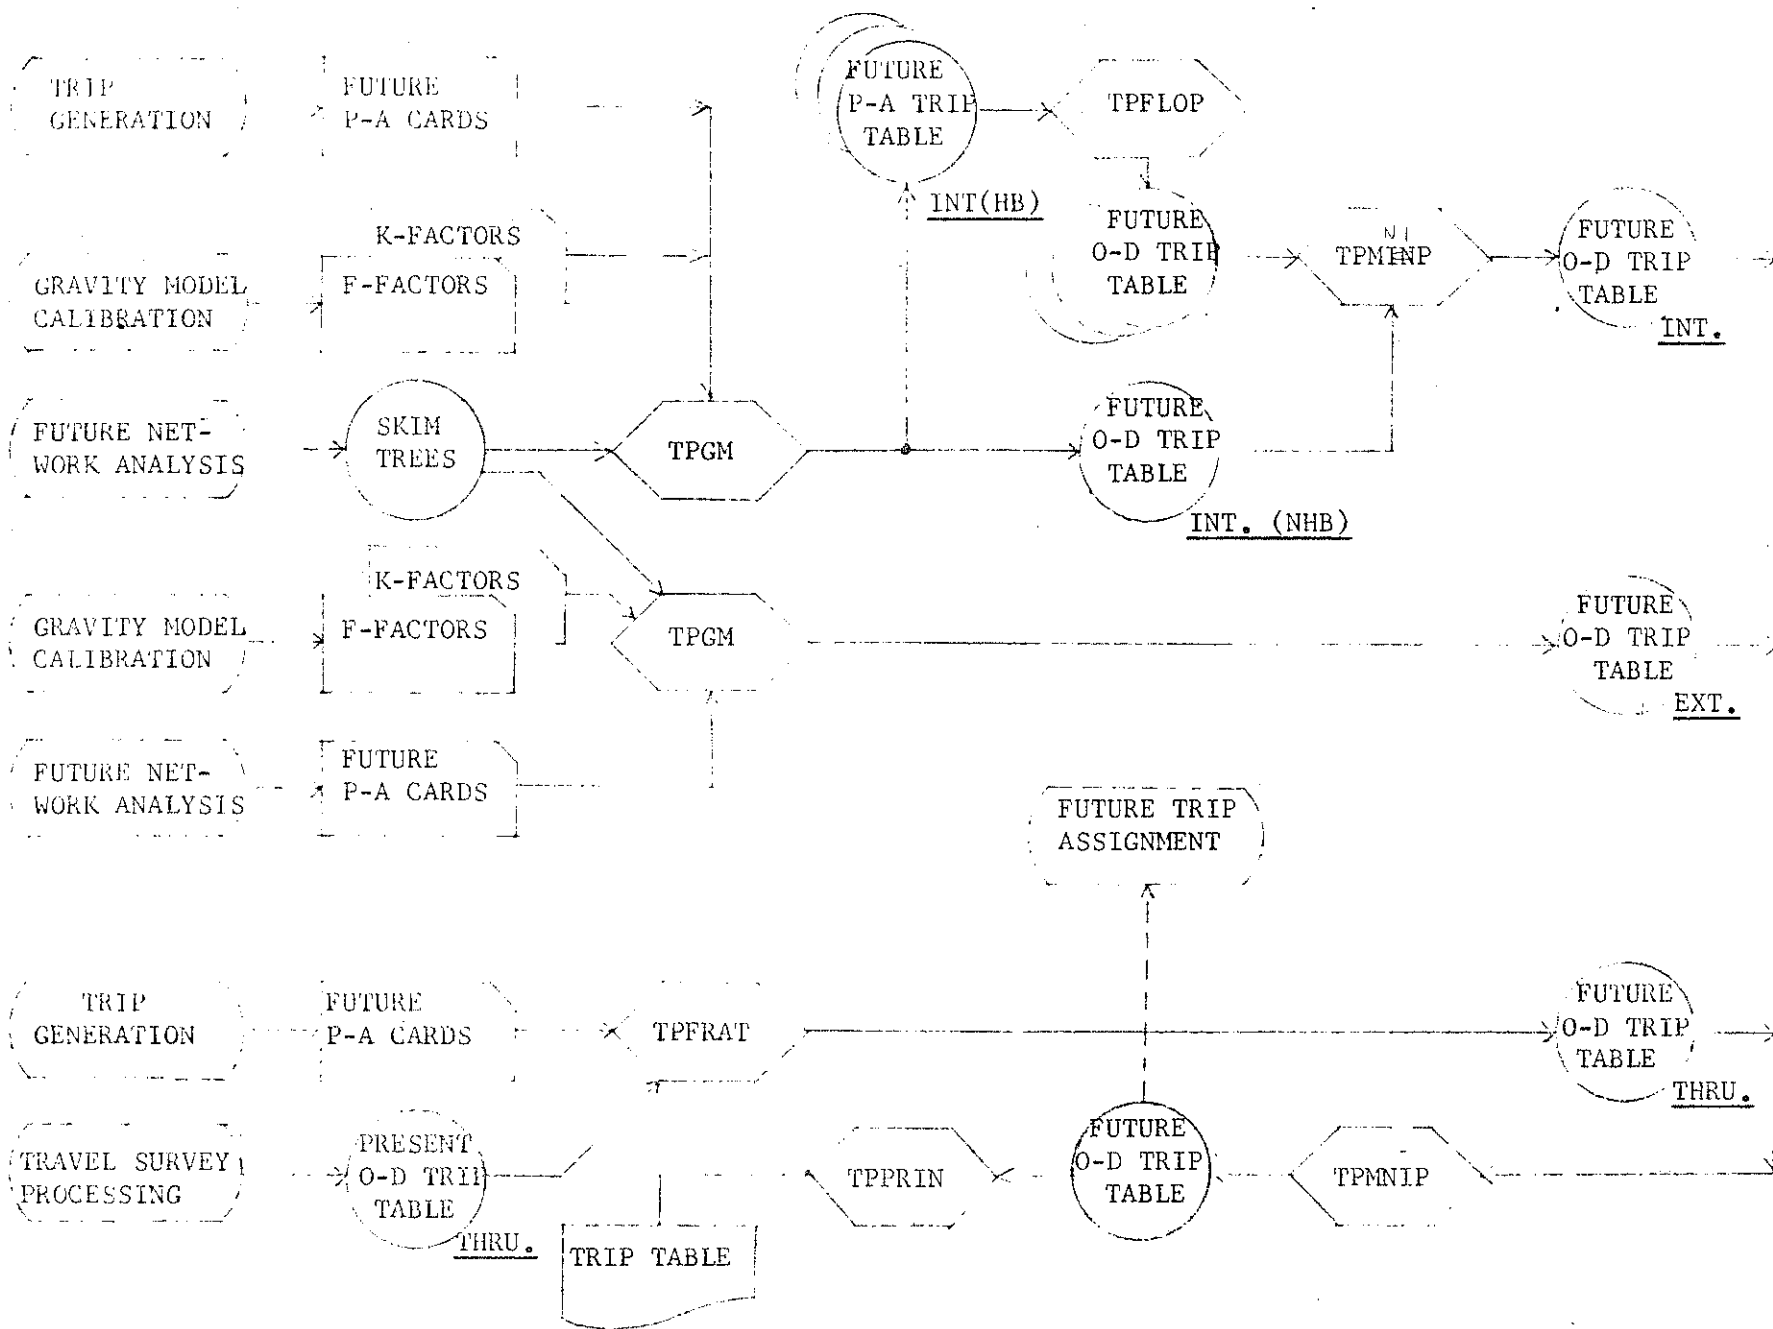 TRIP
GENERATION
FUTURE
P-A CARDS
FUTURE
P-A TRIP
TABLE
TPFLOP
INT(HB)
K-FACTORS
GRAVITY MODEL
CALIBRATION
F-FACTORS
FUTURE
O-D TRIP
TABLE
NI
TPMINP
FUTURE
O-D TRIP
TABLE
INT.
FUTURE NET-
WORK ANALYSIS
SKIM
TREES
TPGM
FUTURE
O-D TRIP
TABLE
INT. (NHB)
K-FACTORS
GRAVITY MODEL
CALIBRATION
F-FACTORS
TPGM
FUTURE
O-D TRIP
TABLE
EXT.
FUTURE NET-
WORK ANALYSIS
FUTURE
P-A CARDS
FUTURE TRIP
ASSIGNMENT
TRIP
GENERATION
FUTURE
P-A CARDS
TPFRAT
FUTURE
O-D TRIP
TABLE
THRU.
TRAVEL SURVEY
PROCESSING
PRESENT
O-D TRIP
TABLE
THRU.
TRIP TABLE
TPPRIN
FUTURE
O-D TRIP
TABLE
TPMNIP